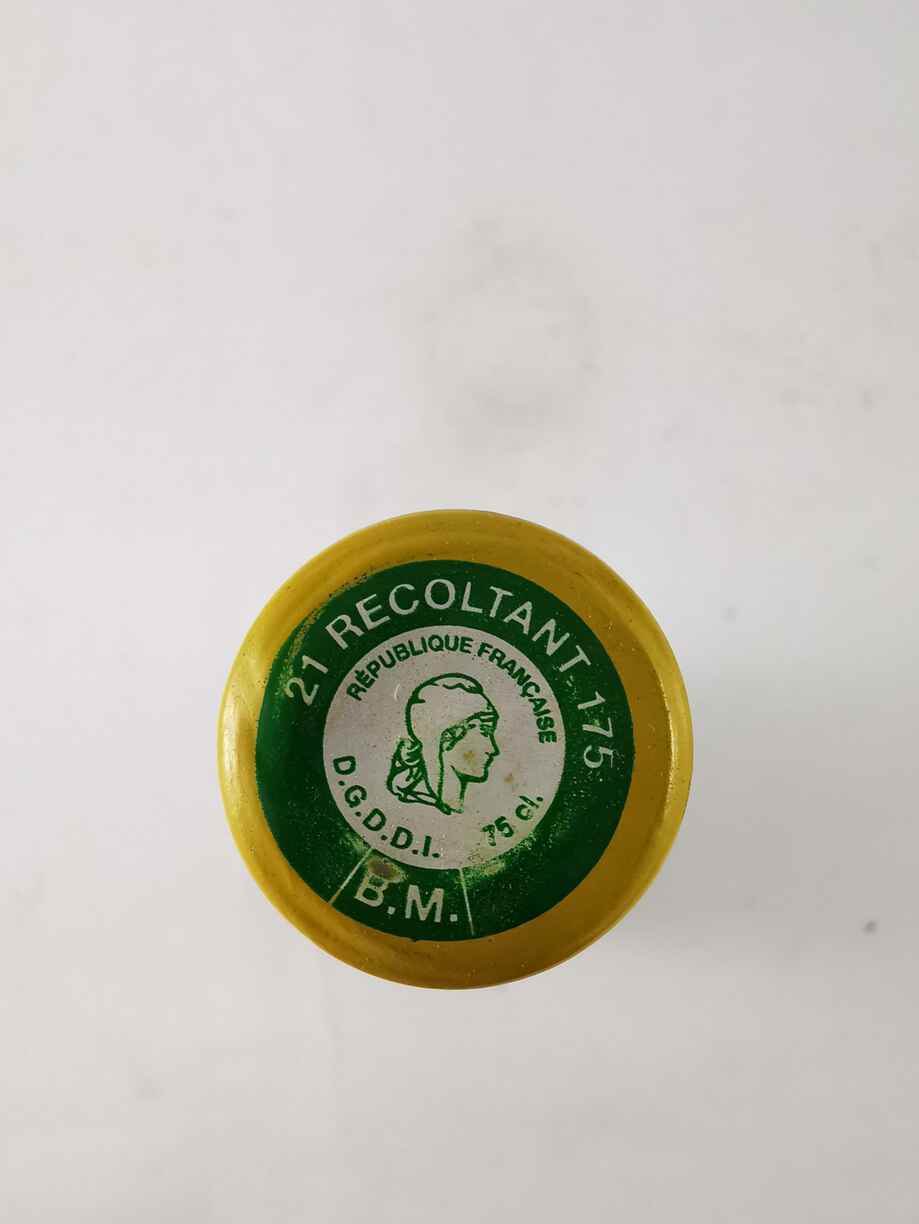 21 RECOLTANT- 175
RÉPUBLIQUE FRANÇAISE
D.G.D.D.I.
75 cl.
B.M.